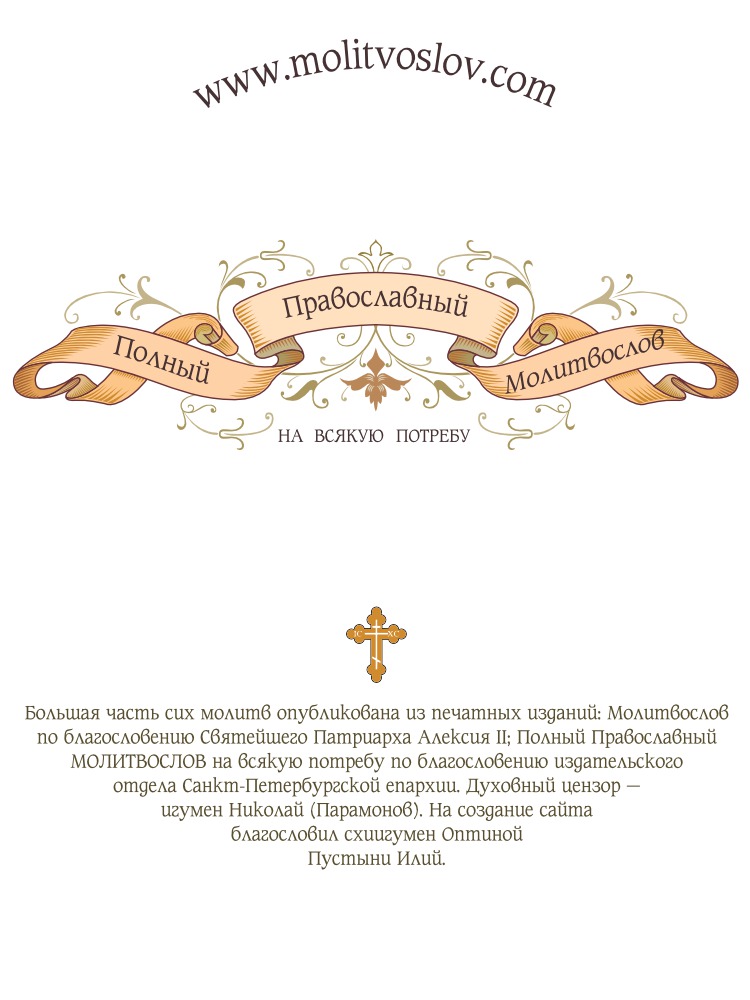 www.molitvoslov.com
Полный Православный Молитвослов
НА ВСЯКУЮ ПОТРЕБУ
IC XC
Большая часть сих молитв опубликована из печатных изданий: Молитвослов
по благословению Святейшего Патриарха Алексия II; Полный Православный
МОЛИТВОСЛОВ на всякую потребу по благословению издательского
отдела Санкт-Петербургской епархии. Духовный цензор —
игумен Николай (Парамонов). На создание сайта
благословил схиигумен Оптиной
Пустыни Илий.